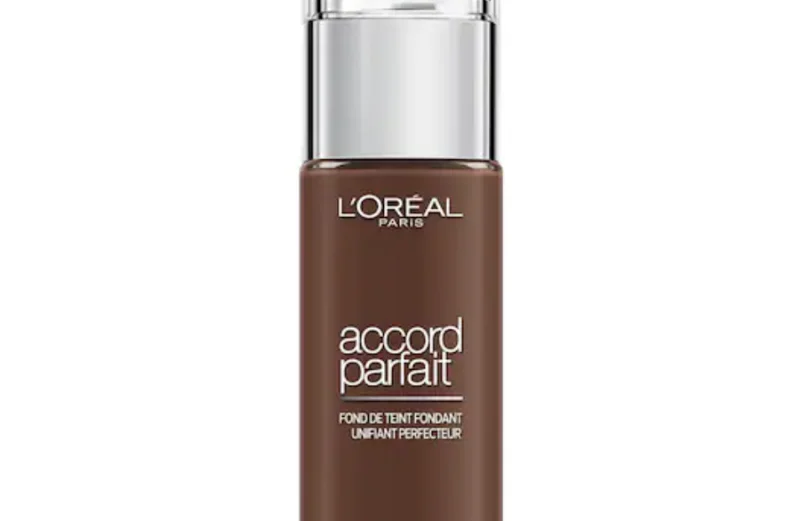 L'ORÉAL
PARIS
accord
parfait
FOND DE TEINT FONDANT
UNIFIANT PERFECTEUR